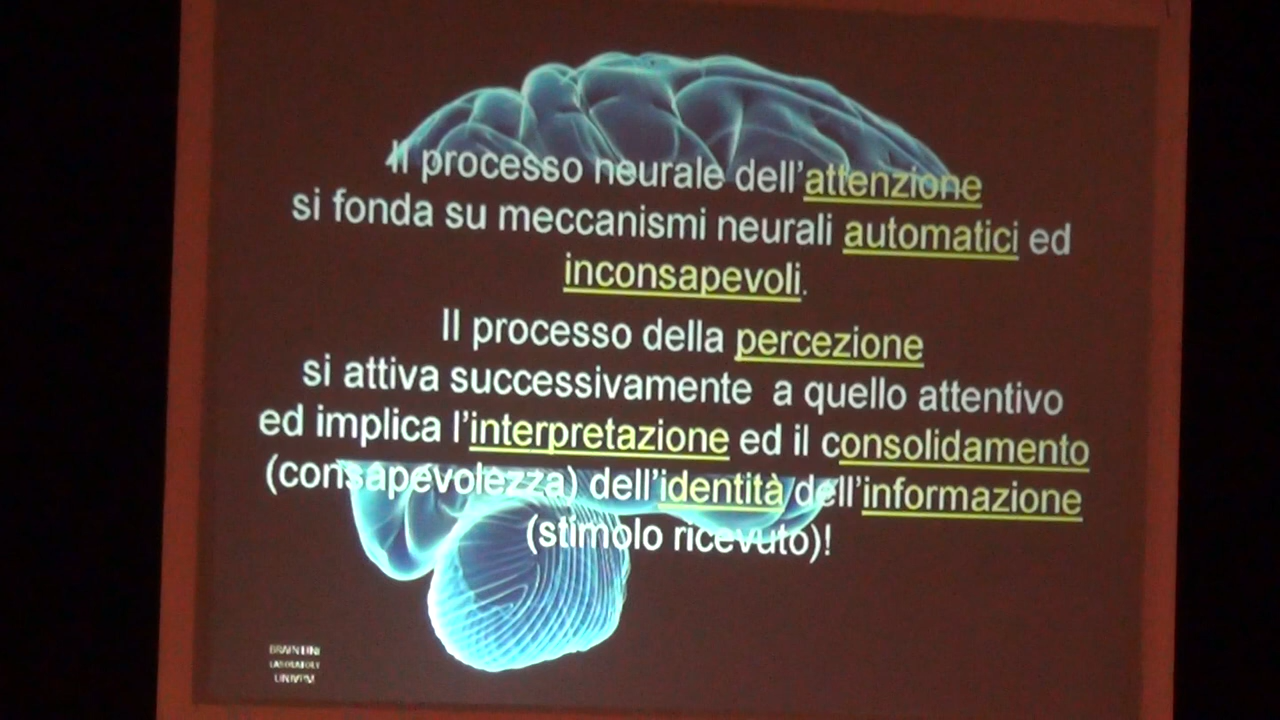 Il processo neurale dell'attenzione
si fonda su meccanismi neurali automatici ed
inconsapevoli.
Il processo della percezione
si attiva successivamente a quello attentivo
ed implica l'interpretazione ed il consolidamento
(consapevolezza) dell'identità dell'informazione
(stimolo ricevuto)!
UNIVPM